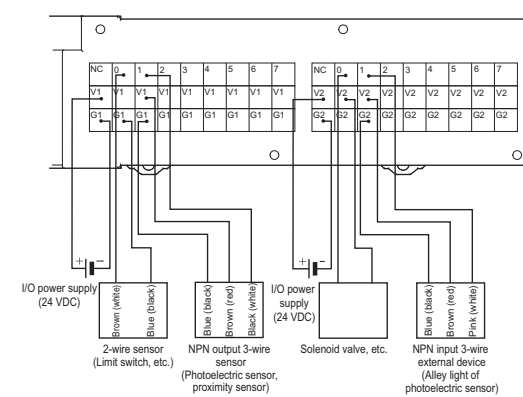 NC 0 1 2 3 4 5 6 7
V1 V1 V1 V1 V1 V1 V1 V1 V1
G1 G1 G1 G1 G1 G1 G1 G1 G1
NC 0 1 2 3 4 5 6 7
V2 V2 V2 V2 V2 V2 V2 V2 V2
G2 G2 G2 G2 G2 G2 G2 G2 G2
+ −
I/O power supply
(24 VDC)
Brown (white)
Blue (black)
2-wire sensor
(Limit switch, etc.)
Blue (black)
Brown (red)
Black (white)
NPN output 3-wire
sensor
(Photoelectric sensor,
proximity sensor)
+ -
I/O power
supply
(24 VDC)
Solenoid valve, etc.
Blue (black)
Brown (red)
Pink (white)
NPN input 3-wire
external device
(Alley light of
photoelectric sensor)